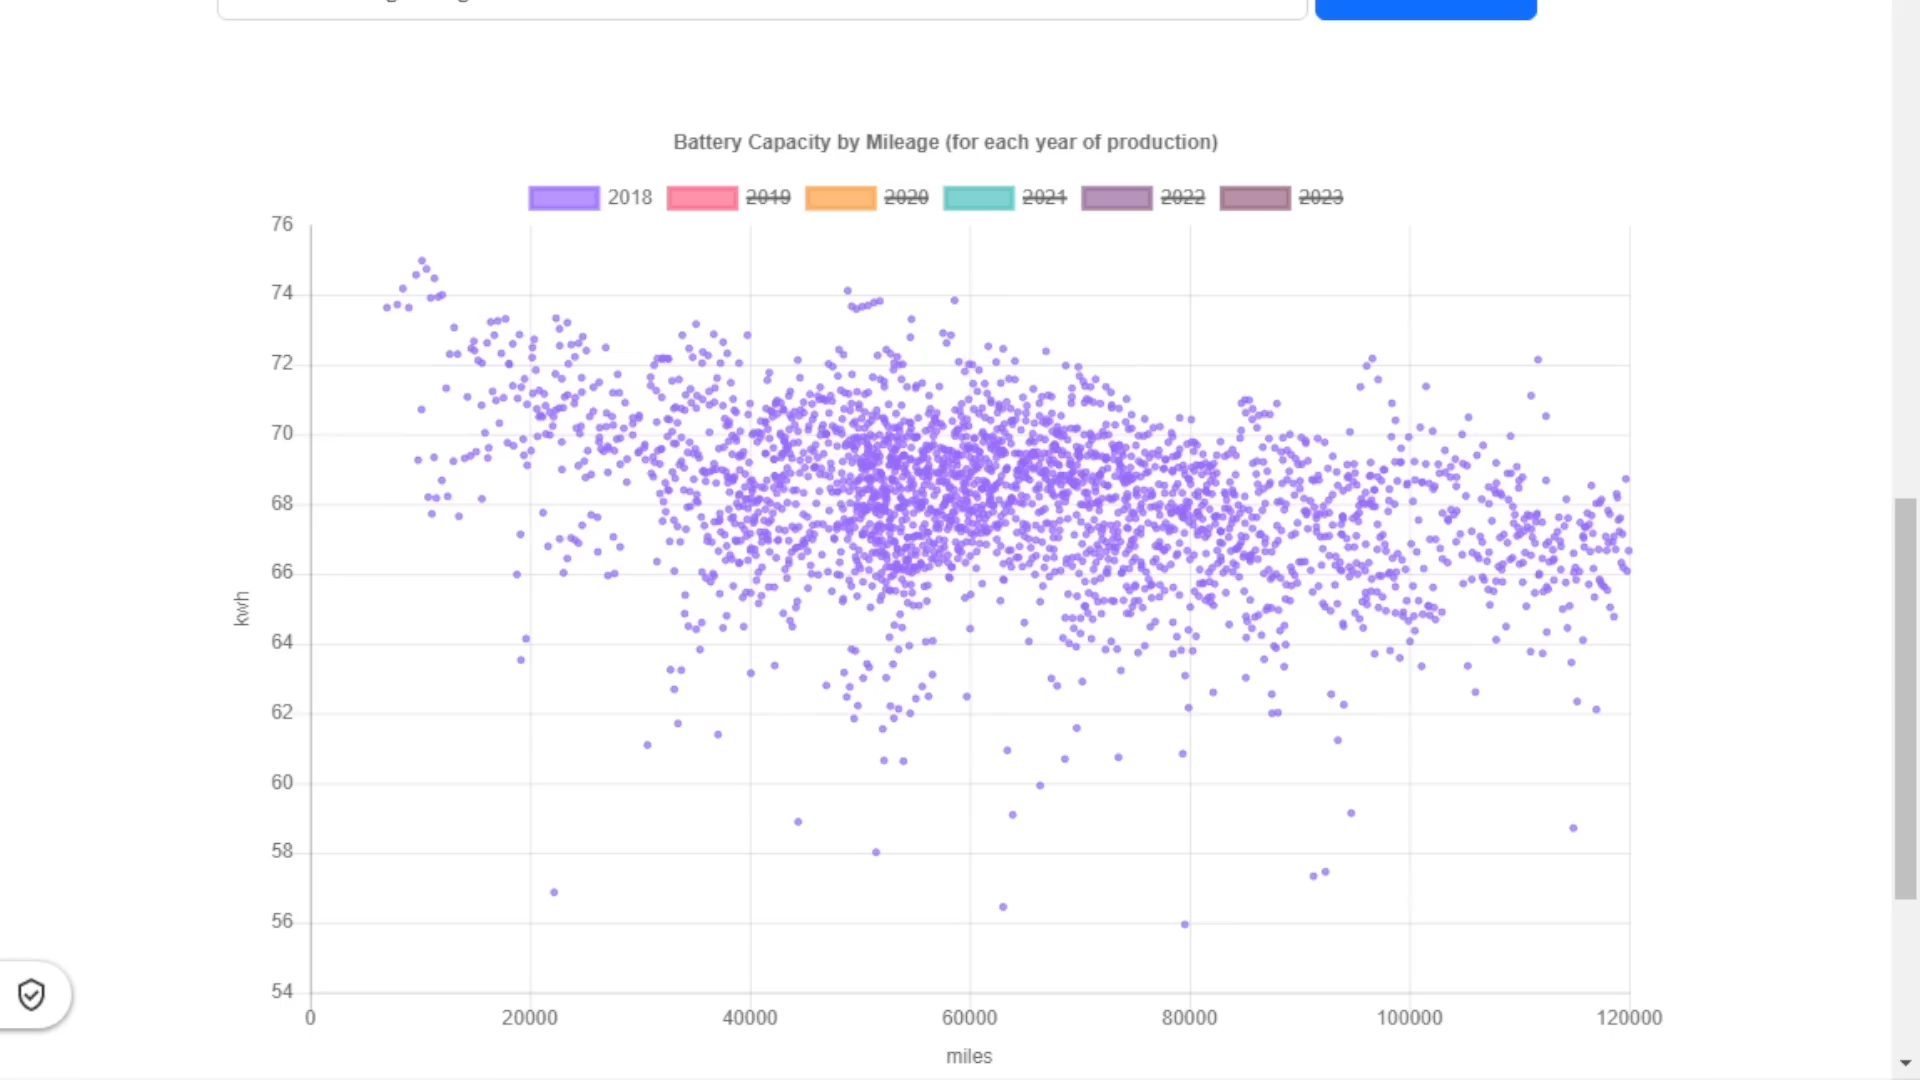 Battery Capacity by Mileage (for each year of production)
2018 2019 2020 2021 2022 2023
76
74
72
70
68
66
64
62
60
58
56
54
kwh
0 20000 40000 60000 80000 100000 120000
miles